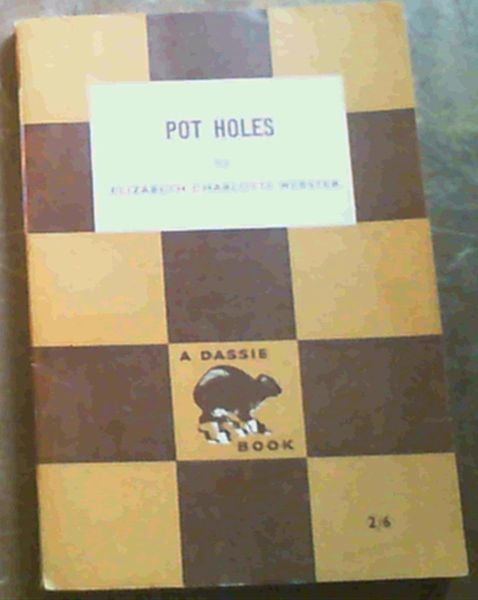 POT HOLES
by
ELIZABETH CHARLOTTE WEBSTER
A DASSIE
BOOK
2/6